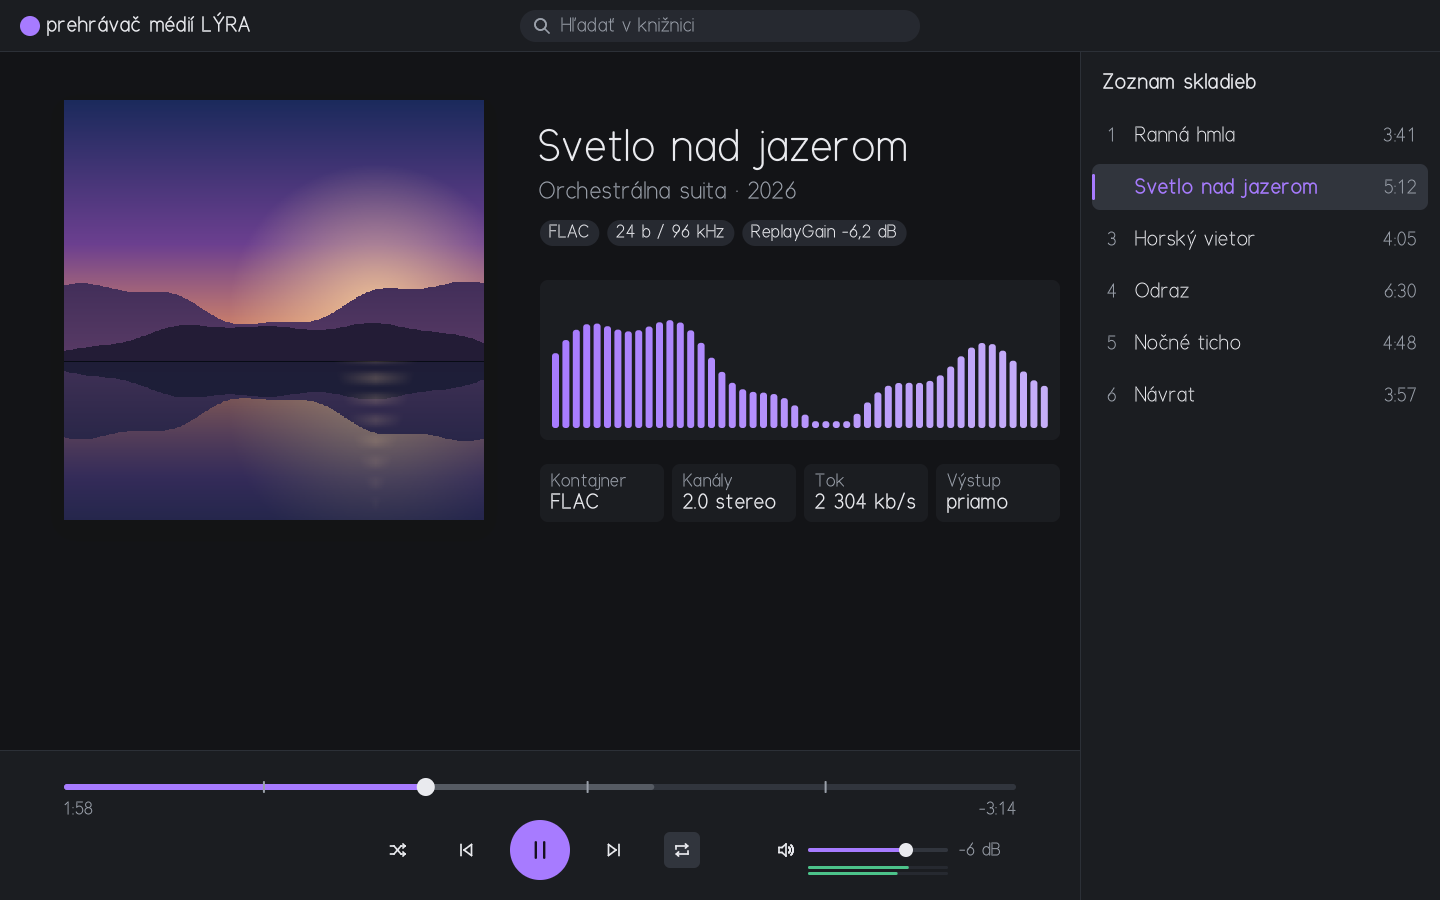 prehrávač médií LÝRA
Hľadať v knižnici
Svetlo nad jazerom
Orchestrálna suita · 2026
FLAC
24 b / 96 kHz
ReplayGain -6,2 dB
Kontajner
FLAC
Kanály
2.0 stereo
Tok
2 304 kb/s
Výstup
priamo
Zoznam skladieb
1 Ranná hmla 3:41
Svetlo nad jazerom 5:12
3 Horský vietor 4:05
4 Odraz 6:30
5 Nočné ticho 4:48
6 Návrat 3:57
1:58
-3:14
-6 dB